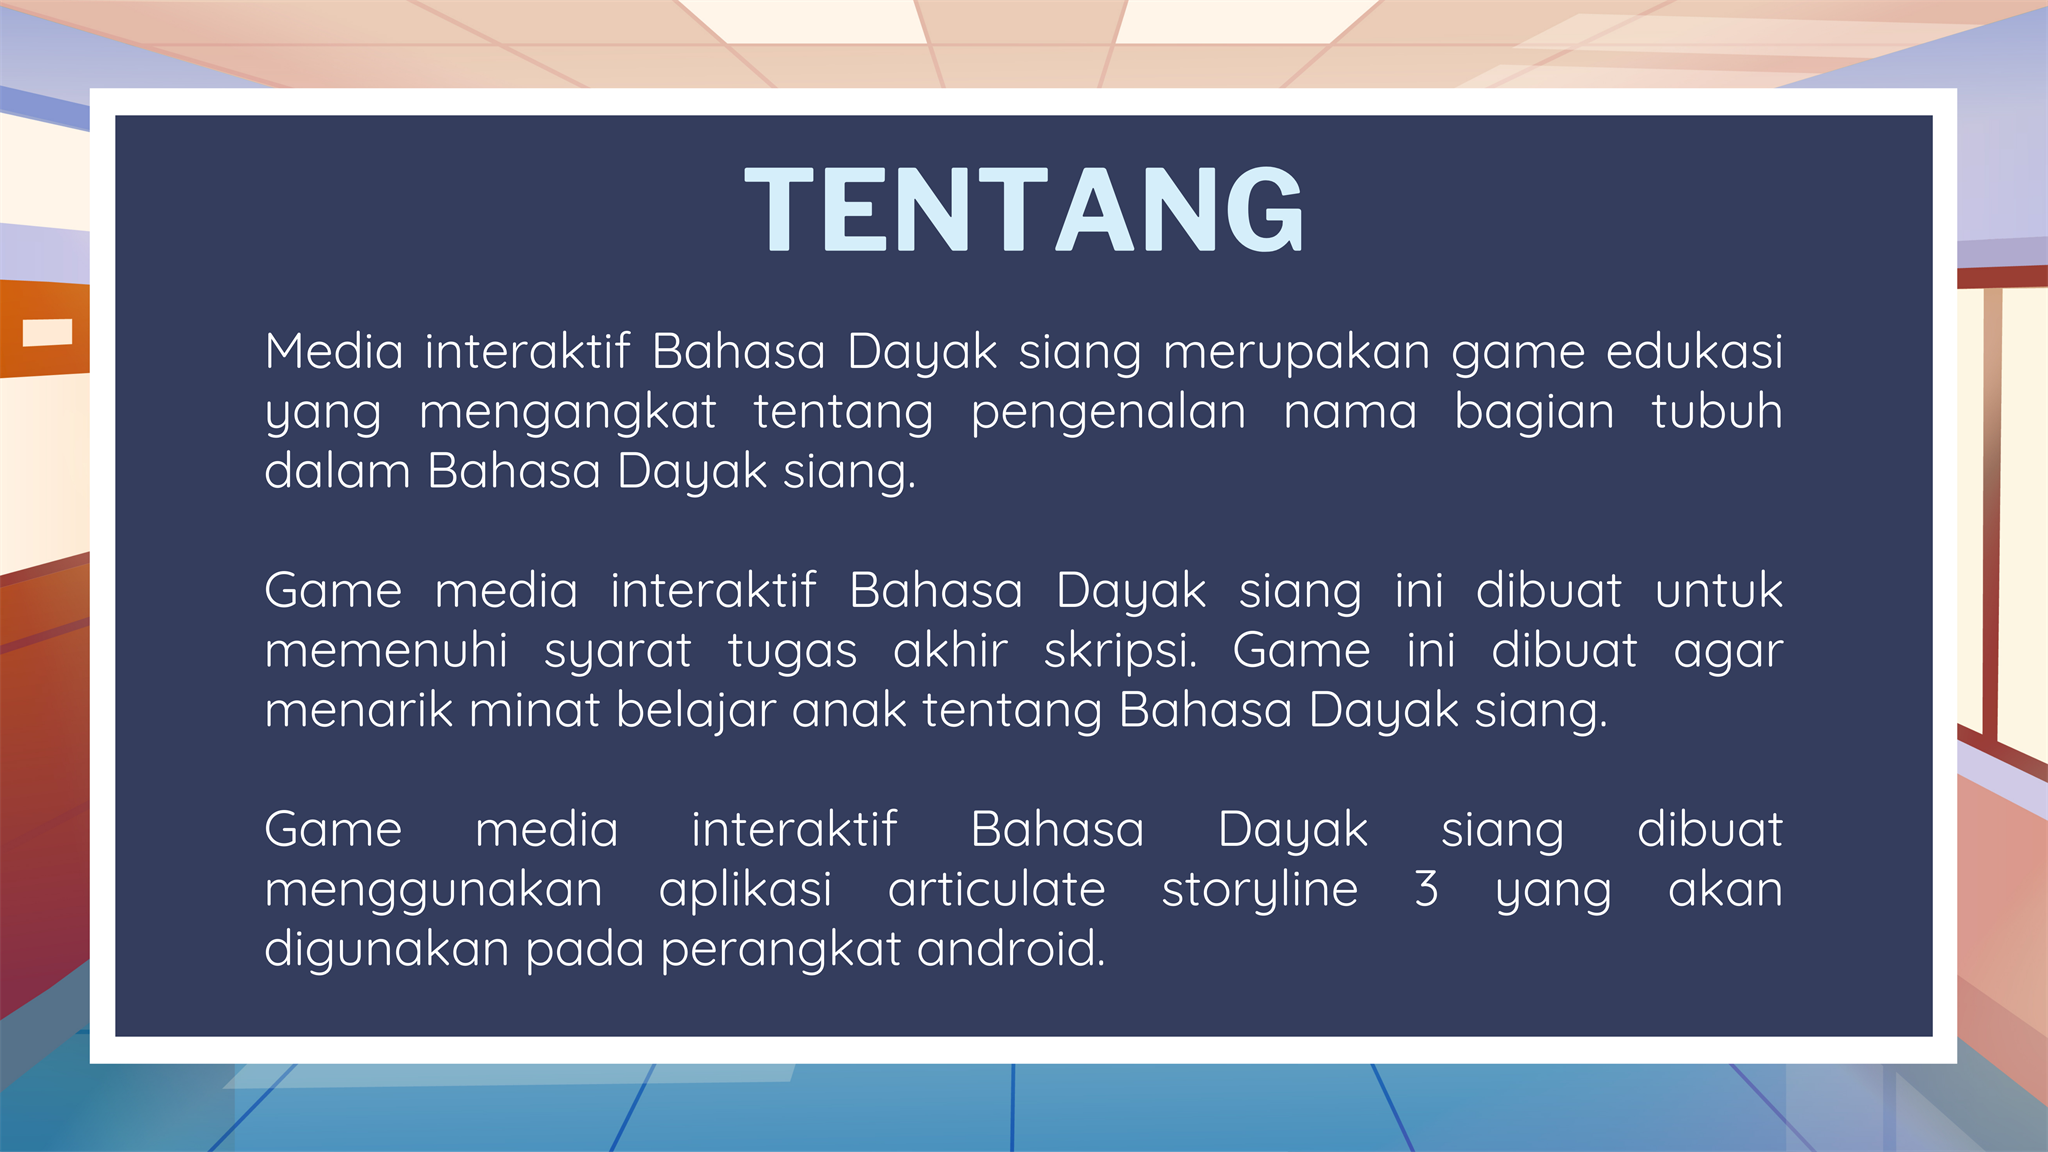 TENTANG
Media interaktif Bahasa Dayak siang merupakan game edukasi
yang mengangkat tentang pengenalan nama bagian tubuh
dalam Bahasa Dayak siang.
Game media interaktif Bahasa Dayak siang ini dibuat untuk
memenuhi syarat tugas akhir skripsi. Game ini dibuat agar
menarik minat belajar anak tentang Bahasa Dayak siang.
Game media interaktif Bahasa Dayak siang dibuat
menggunakan aplikasi articulate storyline 3 yang akan
digunakan pada perangkat android.